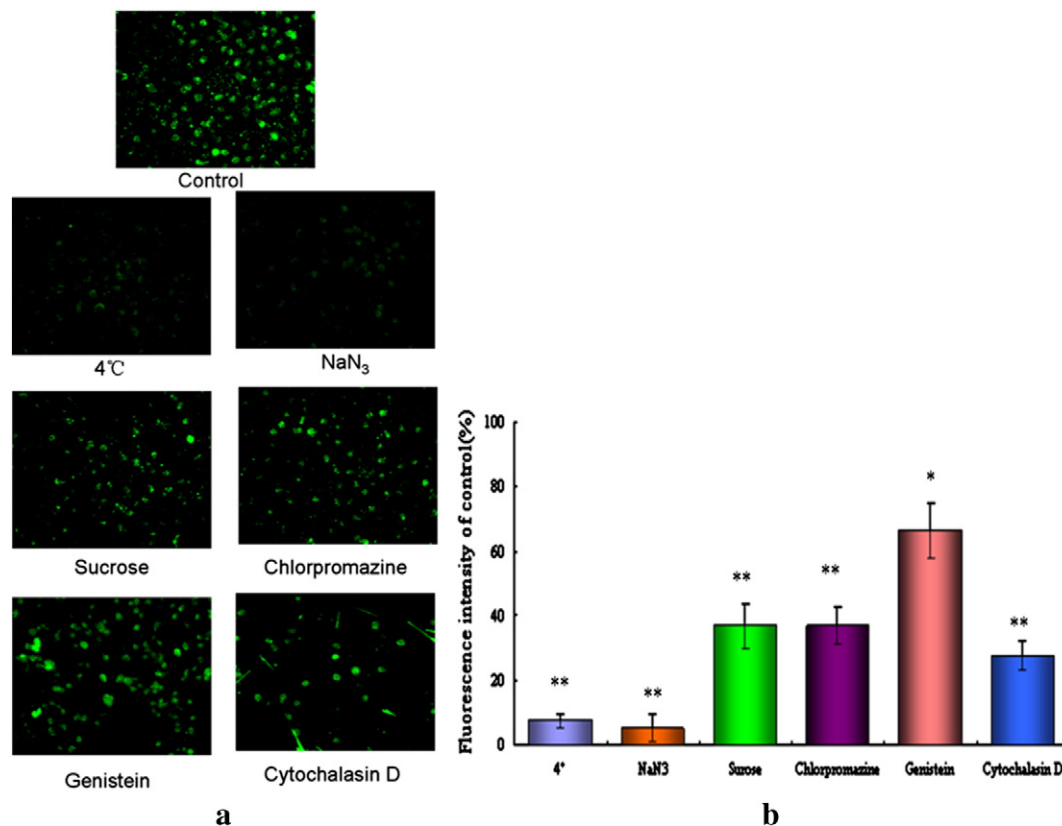 Control
4℃
NaN3
Sucrose
Chlorpromazine
Genistein
Cytochalasin D
a
Fluorescence intensity of control(%)
100
80
60
40
20
0
**
**
**
**
*
**
4°
NaN3
Surose
Chlorpromazine
Genistein
Cytochalasin D
b